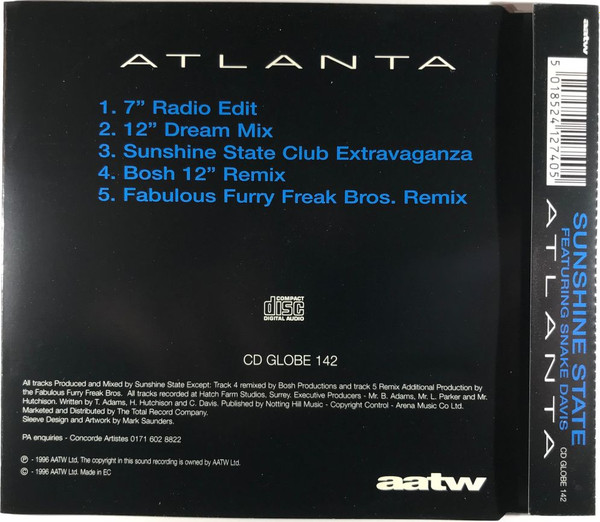 ATLANTA
1. 7” Radio Edit
2. 12” Dream Mix
3. Sunshine State Club Extravaganza
4. Bosh 12” Remix
5. Fabulous Furry Freak Bros. Remix
COMPACT
disc
DIGITAL AUDIO
CD GLOBE 142
All tracks Produced and Mixed by Sunshine State Except: Track 4 remixed by Bosh Productions and track 5 Remix Additional Production by
the Fabulous Furry Freak Bros. All tracks recorded at Hatch Farm Studios, Surrey. Executive Producers - Mr. B. Adams, Mr. L. Parker and Mr.
Hutchison. Written by T. Adams, H. Hutchison and C. Davis. Published by Notting Hill Music - Copyright Control - Arena Music Co Ltd.
Marketed and Distributed by The Total Record Company.
Sleeve Design and Artwork by Mark Saunders.
PA enquiries - Concorde Artistes 0171 602 8822
℗ - 1996 AATW Ltd. The copyright in this sound recording is owned by AATW Ltd.
© - 1996 AATW Ltd. Made in EC
aatw
aatw
5 018524 127405
SUNSHINE STATE
FEATURING SNAKE DAVIS
ATLANTA
CD GLOBE 142